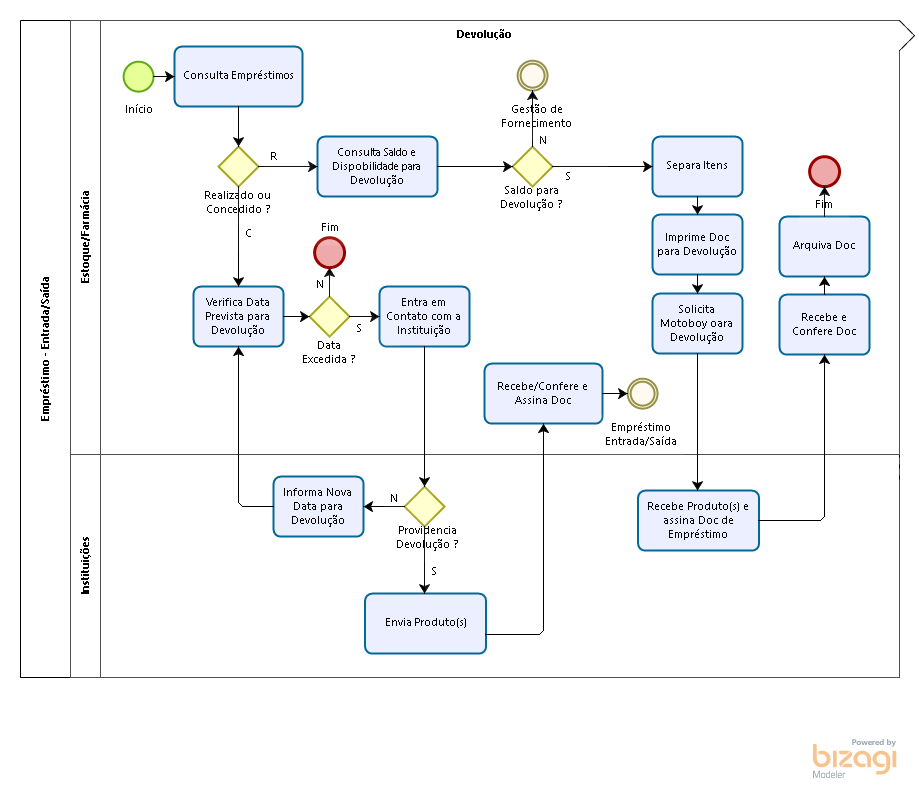 Devolução
Empréstimo - Entrada/Saída
Estoque/Farmácia
Início
Consulta Empréstimos
Realizado ou
Concedido ?
R
C
Consulta Saldo e
Dispobilidade para
Devolução
Gestão de
Fornecimento
N
Saldo para
Devolução ?
S
Separa Itens
Imprime Doc
para Devolução
Solicita
Motoboy oara
Devolução
Fim
Arquiva Doc
Recebe e
Confere Doc
Verifica Data
Prevista para
Devolução
Fim
N
Data
Excedida ?
S
Entra em
Contato com a
Instituição
Recebe/Confere e
Assina Doc
Empréstimo
Entrada/Saída
Instituições
Informa Nova
Data para
Devolução
N
Providencia
Devolução ?
S
Envia Produto(s)
Recebe Produto(s) e
assina Doc de
Empréstimo
Powered by
bizagi
Modeler